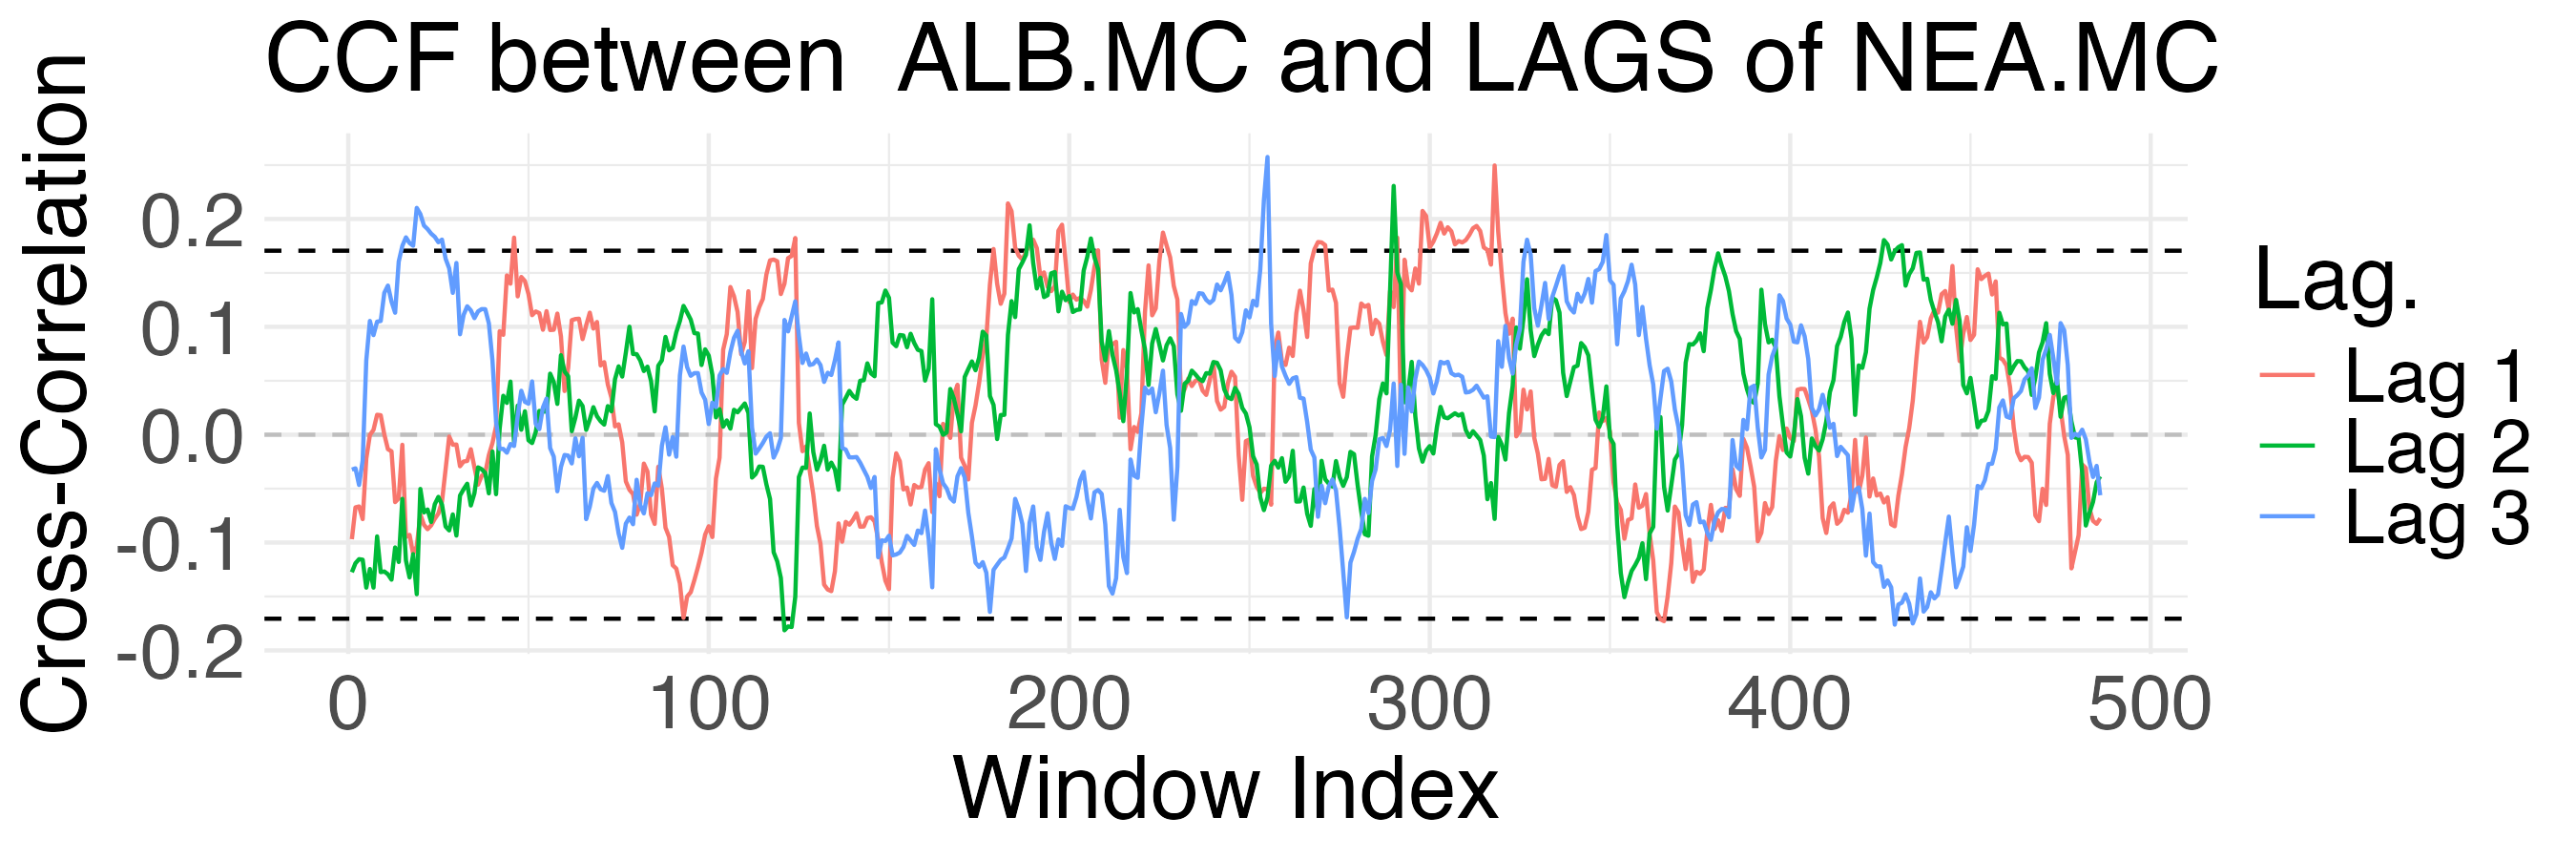 CCF between  ALB.MC and LAGS of NEA.MC
Cross-Correlation
0.2
0.1
0.0
-0.1
-0.2
0 100 200 300 400 500
Window Index
Lag.
Lag 1
Lag 2
Lag 3